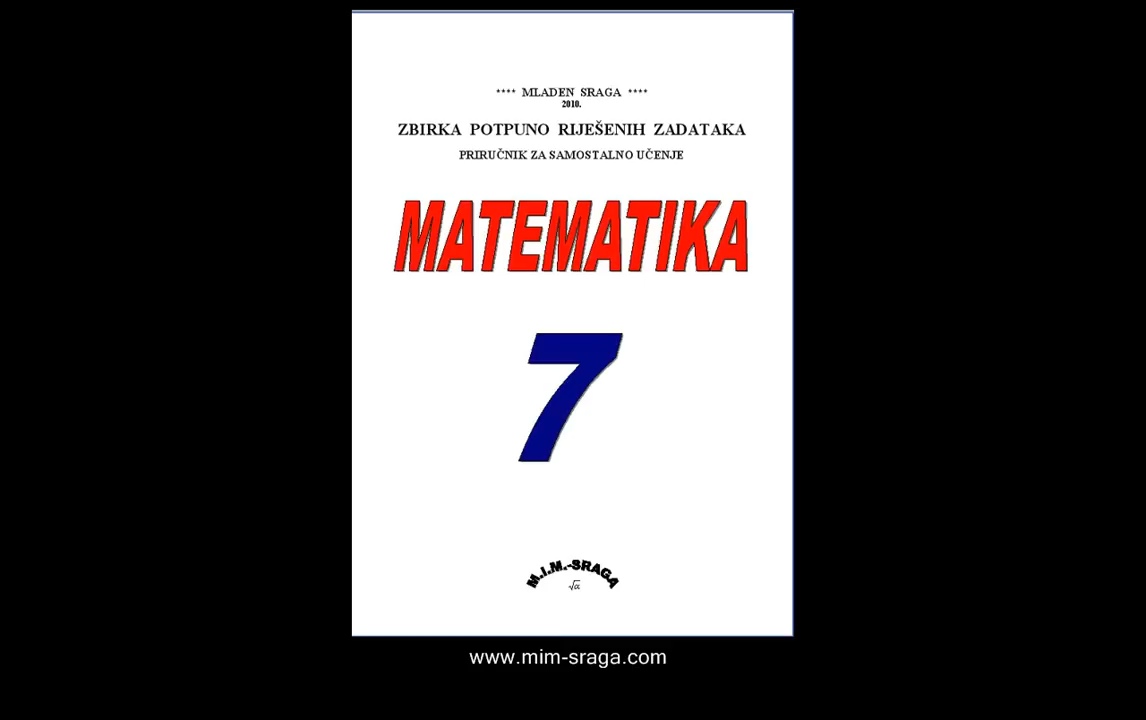 **** MLADEN SRAGA ****
2010.
ZBIRKA POTPUNO RIJEŠENIH ZADATAKA
PRIRUČNIK ZA SAMOSTALNO UČENJE
MATEMATIKA
7
M.I.M.-SRAGA
√α
www.mim-sraga.com